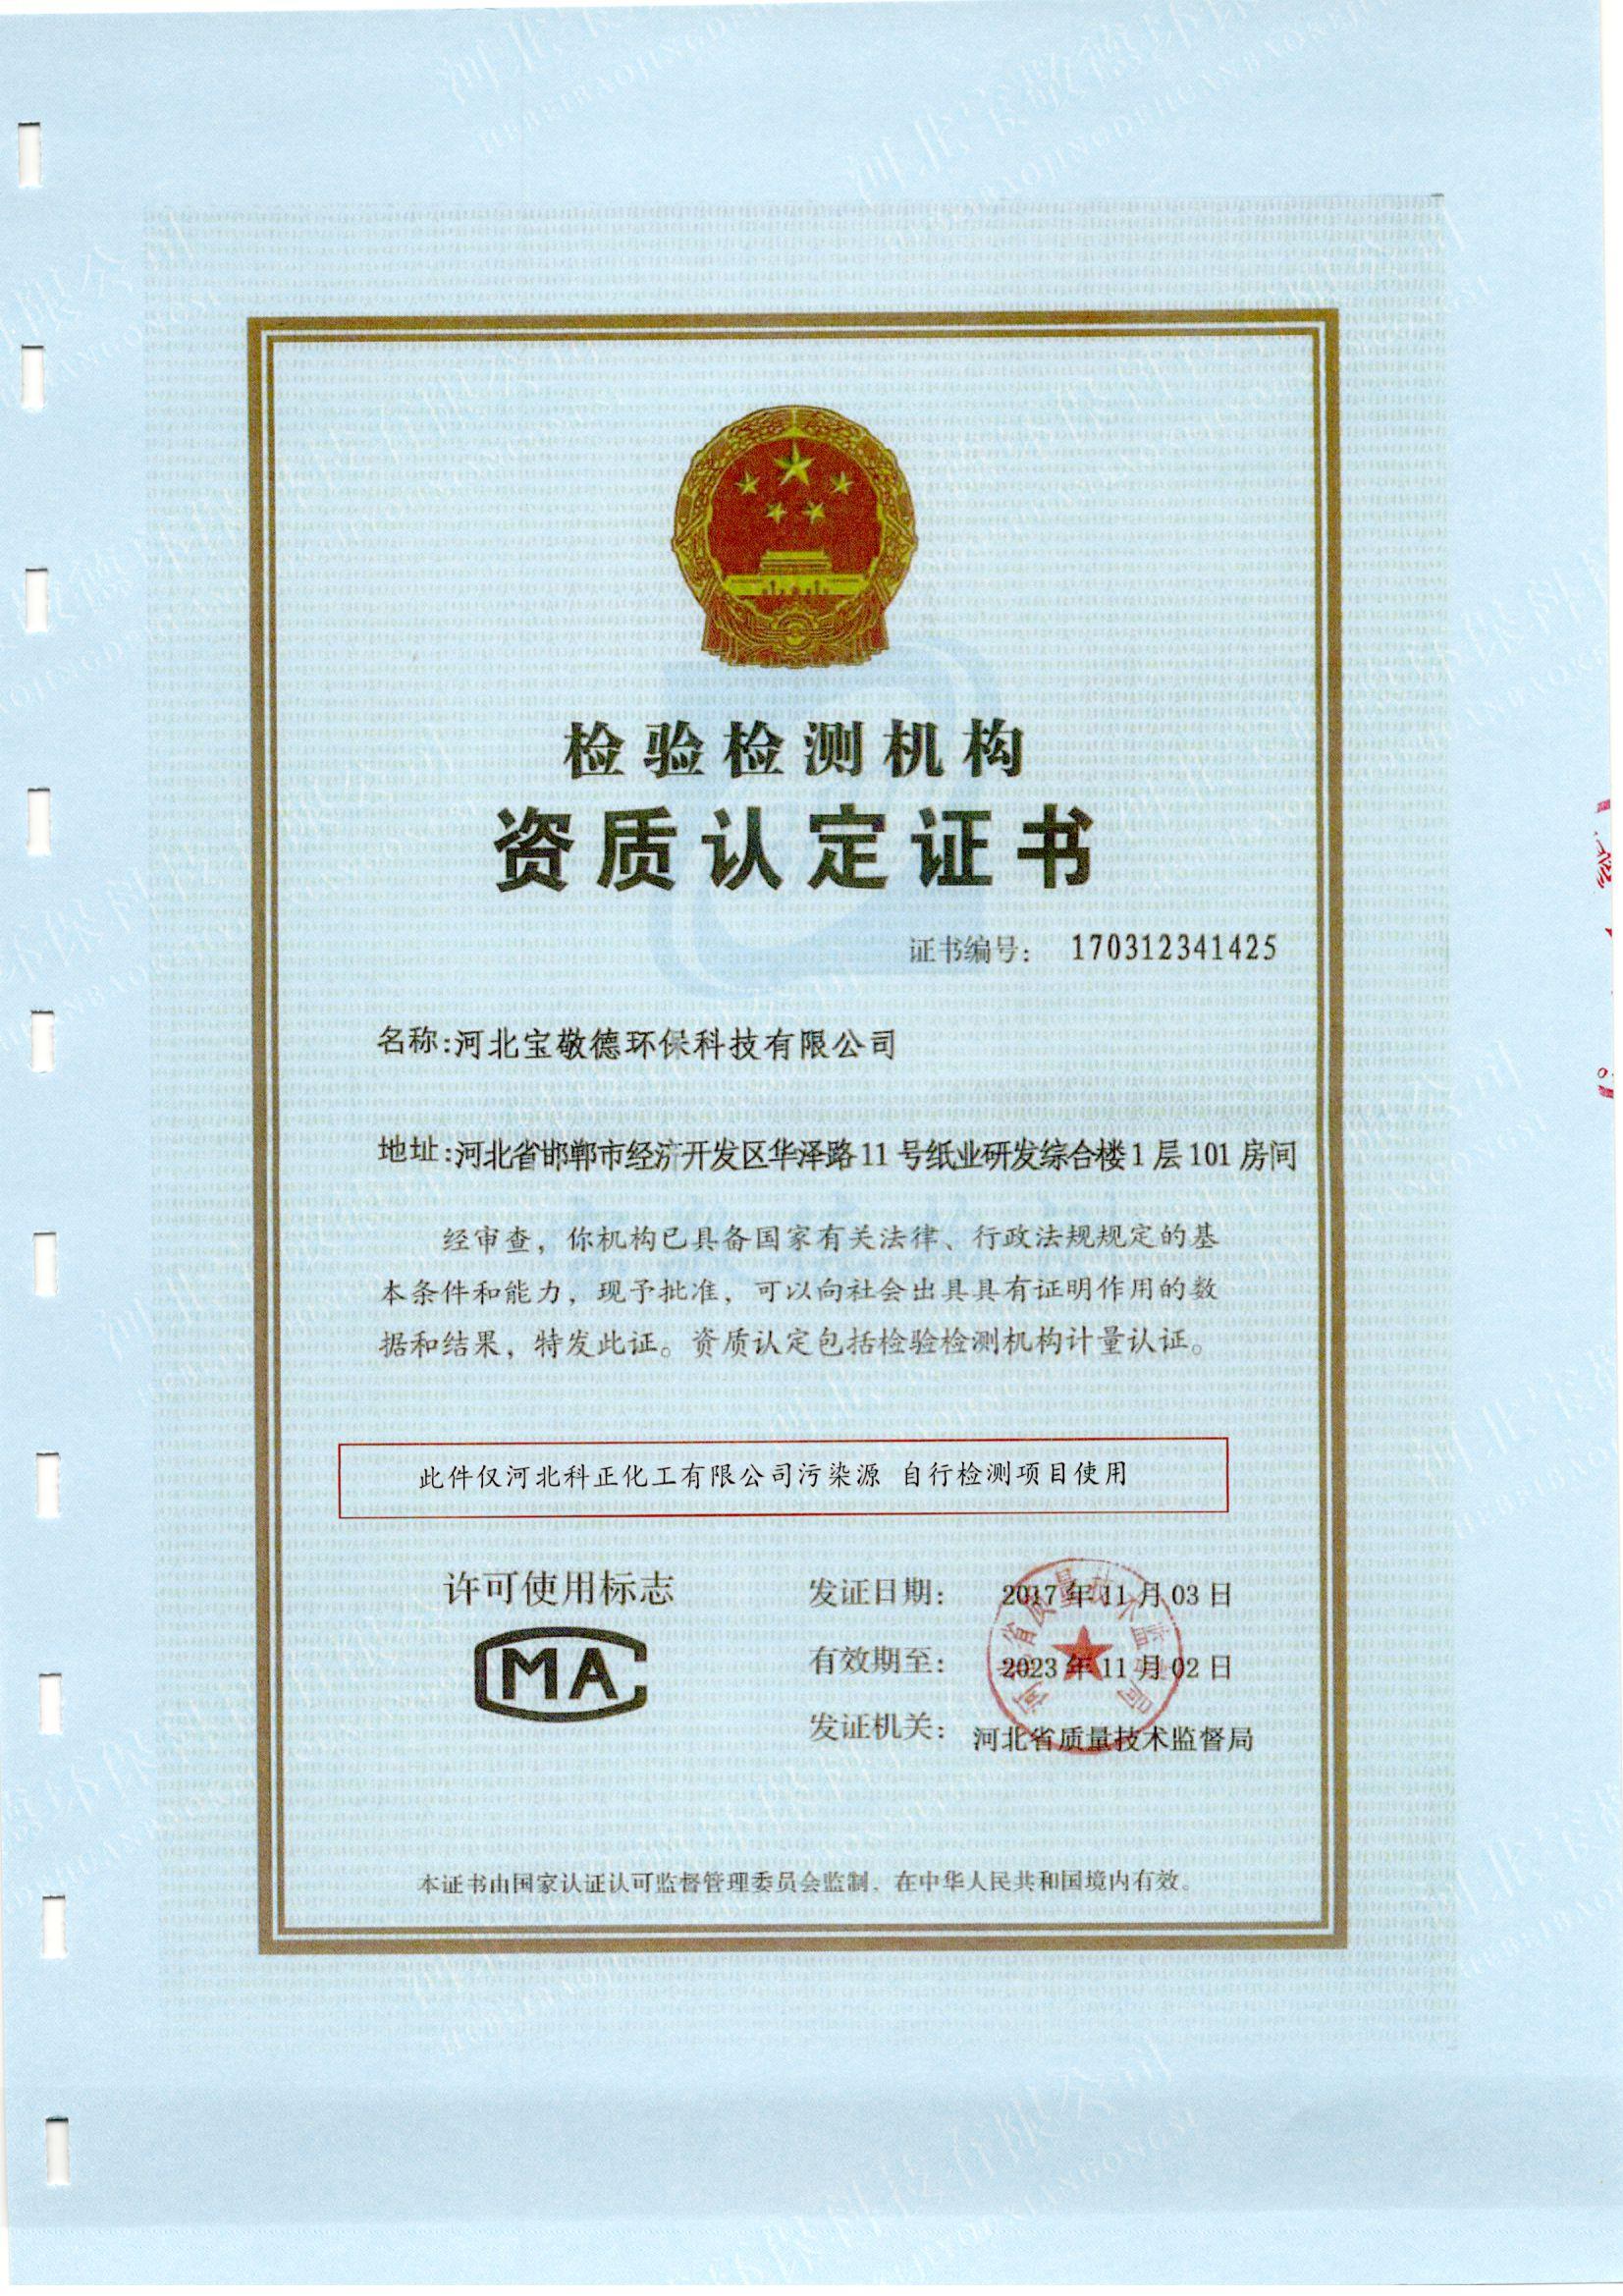 检验检测机构
资质认定证书
证书编号： 170312341425
名称:河北宝敬德环保科技有限公司
地址:河北省邯郸市经济开发区华泽路11号纸业研发综合楼1层101房间
经审查，你机构已具备国家有关法律、行政法规规定的基
本条件和能力，现予批准，可以向社会出具具有证明作用的数
据和结果，特发此证。资质认定包括检验检测机构计量认证。
此件仅河北科正化工有限公司污染源 自行检测项目使用
许可使用标志
MA
发证日期： 2017年11月03日
有效期至： 2023年11月02日
发证机关： 河北省质量技术监督局
本证书由国家认证认可监督管理委员会监制，在中华人民共和国境内有效。